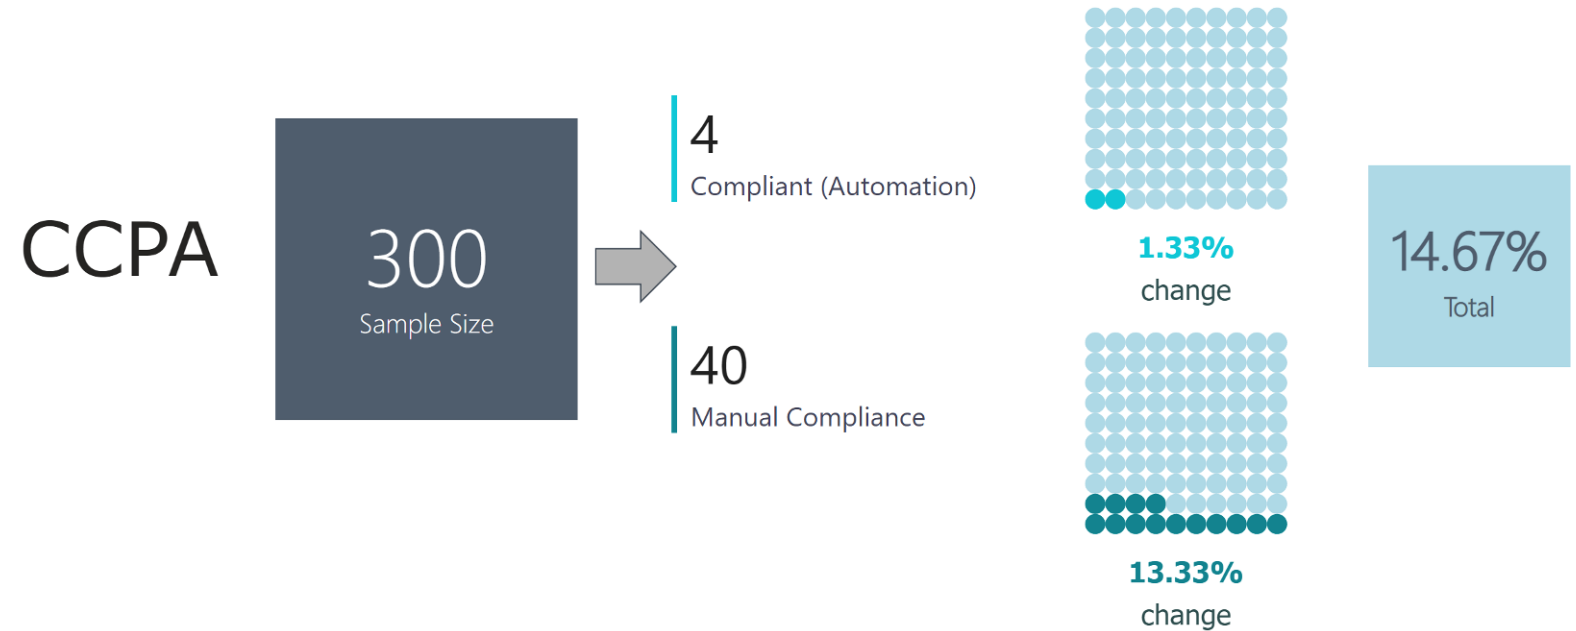 CCPA
300
Sample Size
4
Compliant (Automation)
40
Manual Compliance
1.33%
change
13.33%
change
14.67%
Total